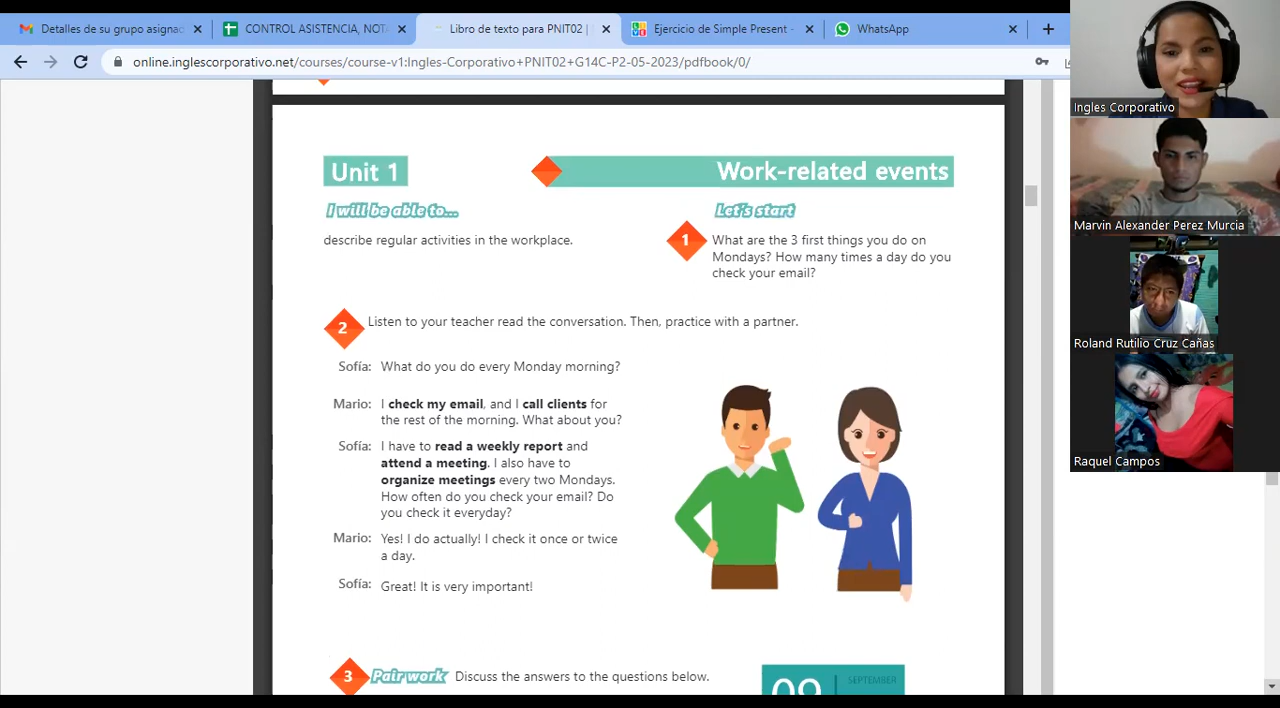 Detalles de su grupo asignad
CONTROL ASISTENCIA, NOTA
Libro de texto para PNIT02 |
Ejercicio de Simple Present -
WhatsApp
online.inglescorporativo.net/courses/course-v1:Ingles-Corporativo+PNIT02+G14C-P2-05-2023/pdfbook/0/
Unit 1
Work-related events
I will be able to...
describe regular activities in the workplace.
Let's start
1
What are the 3 first things you do on
Mondays? How many times a day do you
check your email?
2
Listen to your teacher read the conversation. Then, practice with a partner.
Sofía: What do you do every Monday morning?
Mario: I check my email, and I call clients for
the rest of the morning. What about you?
Sofía: I have to read a weekly report and
attend a meeting. I also have to
organize meetings every two Mondays.
How often do you check your email? Do
you check it everyday?
Mario: Yes! I do actually! I check it once or twice
a day.
Sofía: Great! It is very important!
3
Pair work Discuss the answers to the questions below.
09
SEPTEMBER
Ingles Corporativo
Marvin Alexander Perez Murcia
Roland Rutilio Cruz Cañas
Raquel Campos